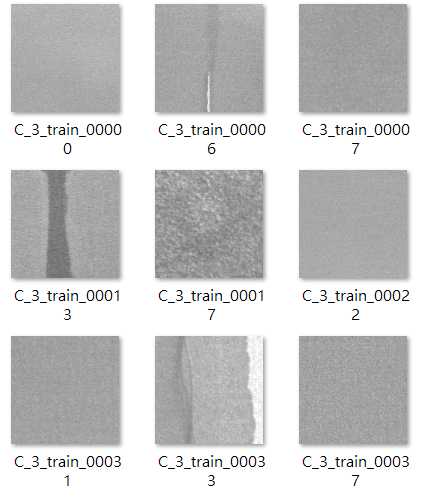 C_3_train_0000
0
C_3_train_0000
6
C_3_train_0000
7
C_3_train_0001
3
C_3_train_0001
7
C_3_train_0002
2
C_3_train_0003
1
C_3_train_0003
3
C_3_train_0003
7